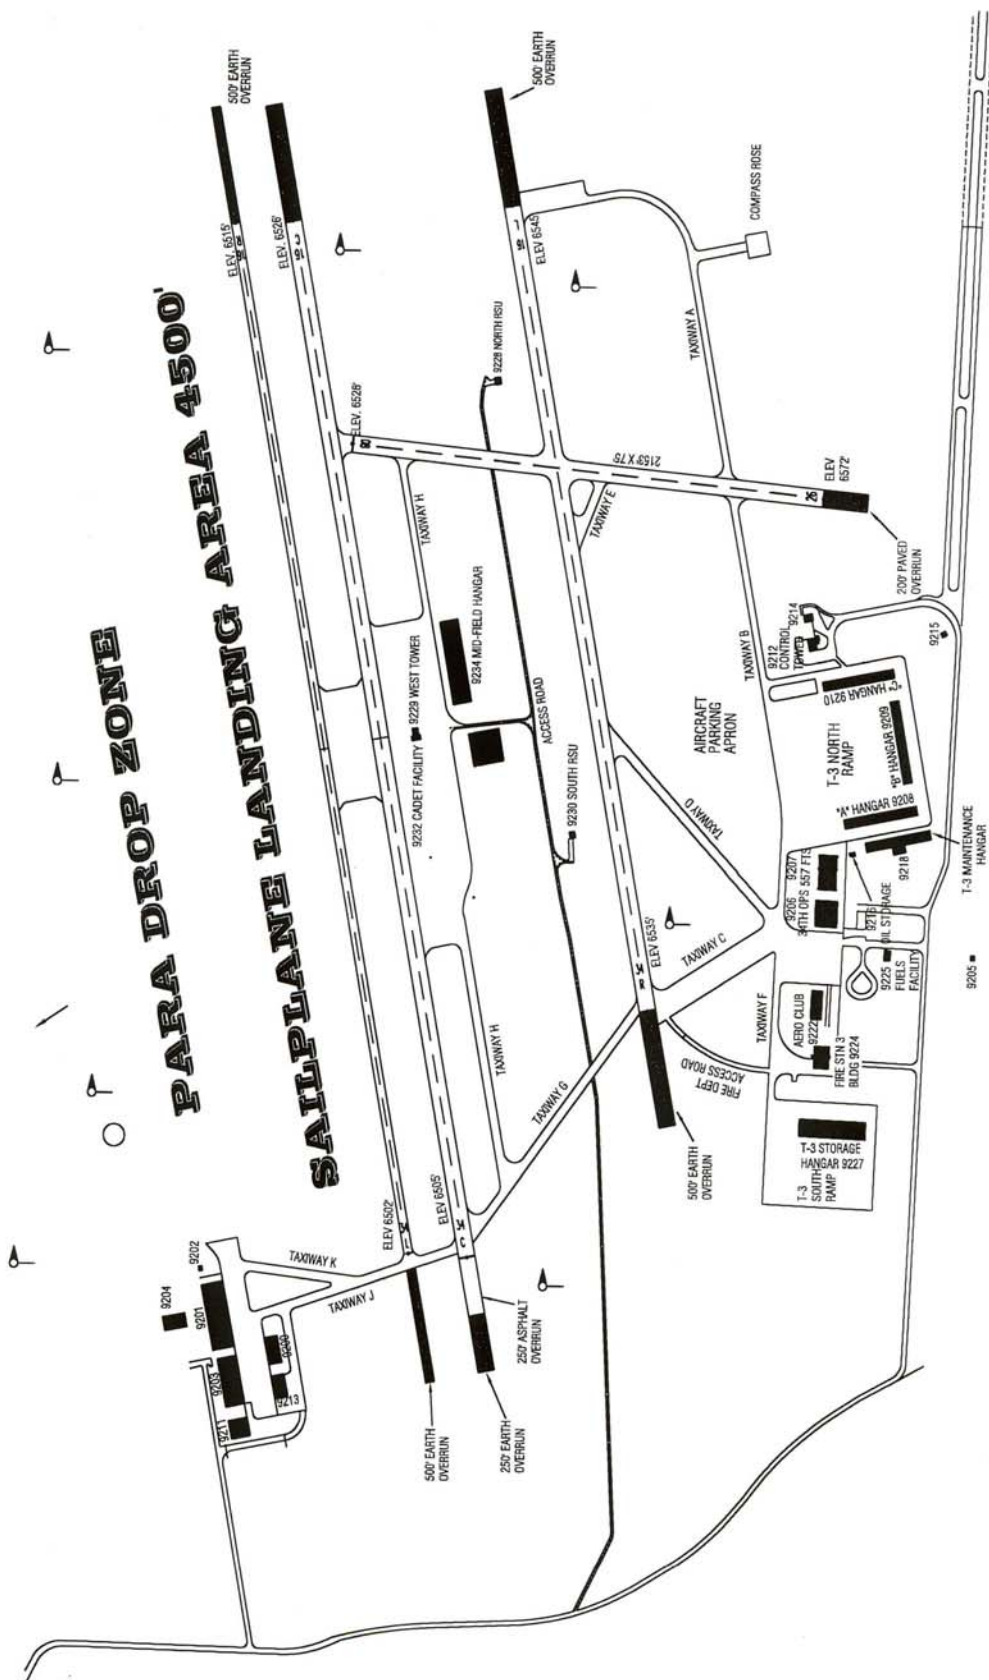 PARA DROP ZONE
SAILPLANE LANDING AREA 4500'
500' EARTH
OVERRUN
ELEV. 6515'
ELEV. 6526'
500' EARTH
OVERRUN
ELEV 6545'
COMPASS ROSE
TAXIWAY A
9228 NORTH RSU
ELEV. 6528'
08
2153' X 75'
26
ELEV
6572'
200' PAVED
OVERRUN
TAXIWAY H
TAXIWAY E
9234 MID-FIELD HANGAR
9229 WEST TOWER
9232 CADET FACILITY
ACCESS ROAD
9230 SOUTH RSU
TAXIWAY B
AIRCRAFT
PARKING
APRON
TAXIWAY D
9212
CONTROL
TOWER
9214
9215
"C"
HANGAR 9210
T-3 NORTH
RAMP
"B" HANGAR 9209
"A" HANGAR 9208
9218
T-3 MAINTENANCE
HANGAR
9207
557 FTS
9206
34TH OPS
9216
OIL STORAGE
9225
FUELS
FACILITY
9205
ELEV 6535'
TAXIWAY C
TAXIWAY F
AERO CLUB
9222
FIRE STN 3
BLDG 9224
FIRE DEPT
ACCESS ROAD
T-3 STORAGE
HANGAR 9227
T-3
SOUTH
RAMP
500' EARTH
OVERRUN
TAXIWAY H
TAXIWAY G
ELEV 6502'
ELEV 6505'
TAXIWAY K
TAXIWAY J
9202
9204
9201
9203
9200
9213
9211
250' ASPHALT
OVERRUN
250' EARTH
OVERRUN
500' EARTH
OVERRUN